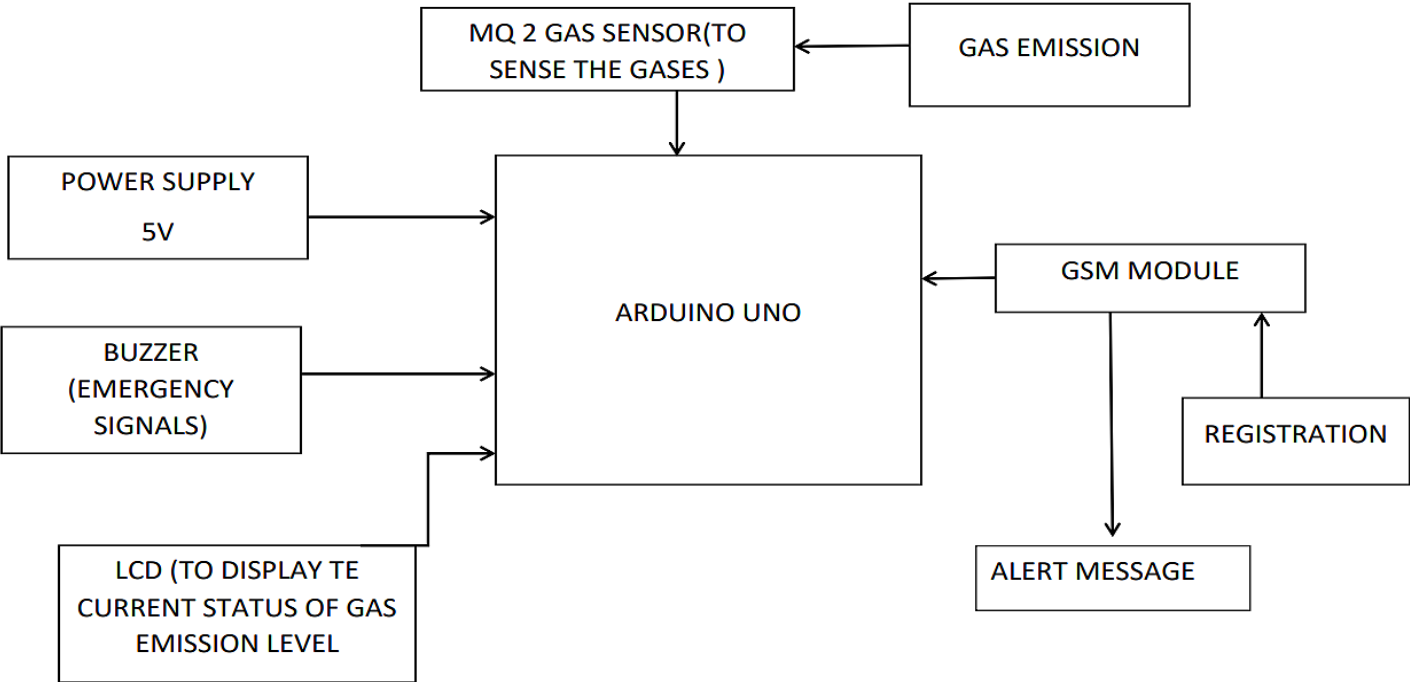 MQ 2 GAS SENSOR(TO
SENSE THE GASES )
GAS EMISSION
POWER SUPPLY
5V
GSM MODULE
ARDUINO UNO
BUZZER
(EMERGENCY
SIGNALS)
REGISTRATION
LCD (TO DISPLAY TE
CURRENT STATUS OF GAS
EMISSION LEVEL
ALERT MESSAGE